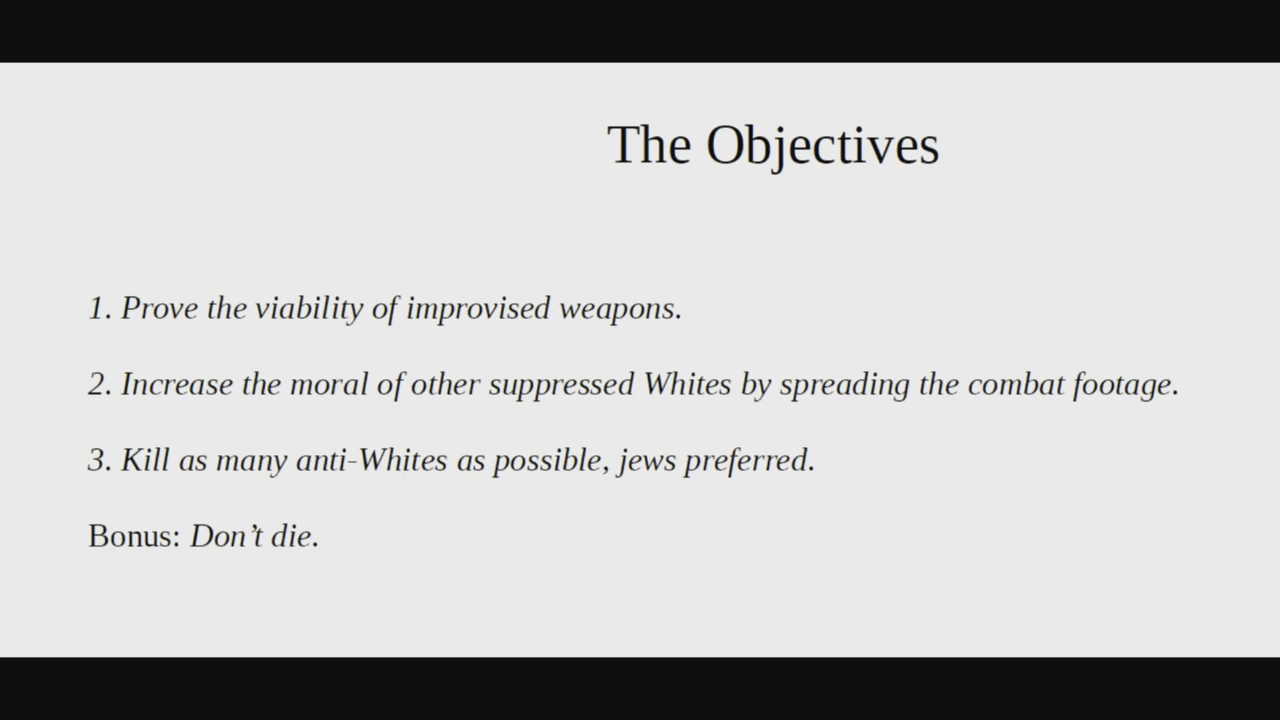 The Objectives
1. Prove the viability of improvised weapons.
2. Increase the moral of other suppressed Whites by spreading the combat footage.
3. Kill as many anti-Whites as possible, jews preferred.
Bonus: Don’t die.